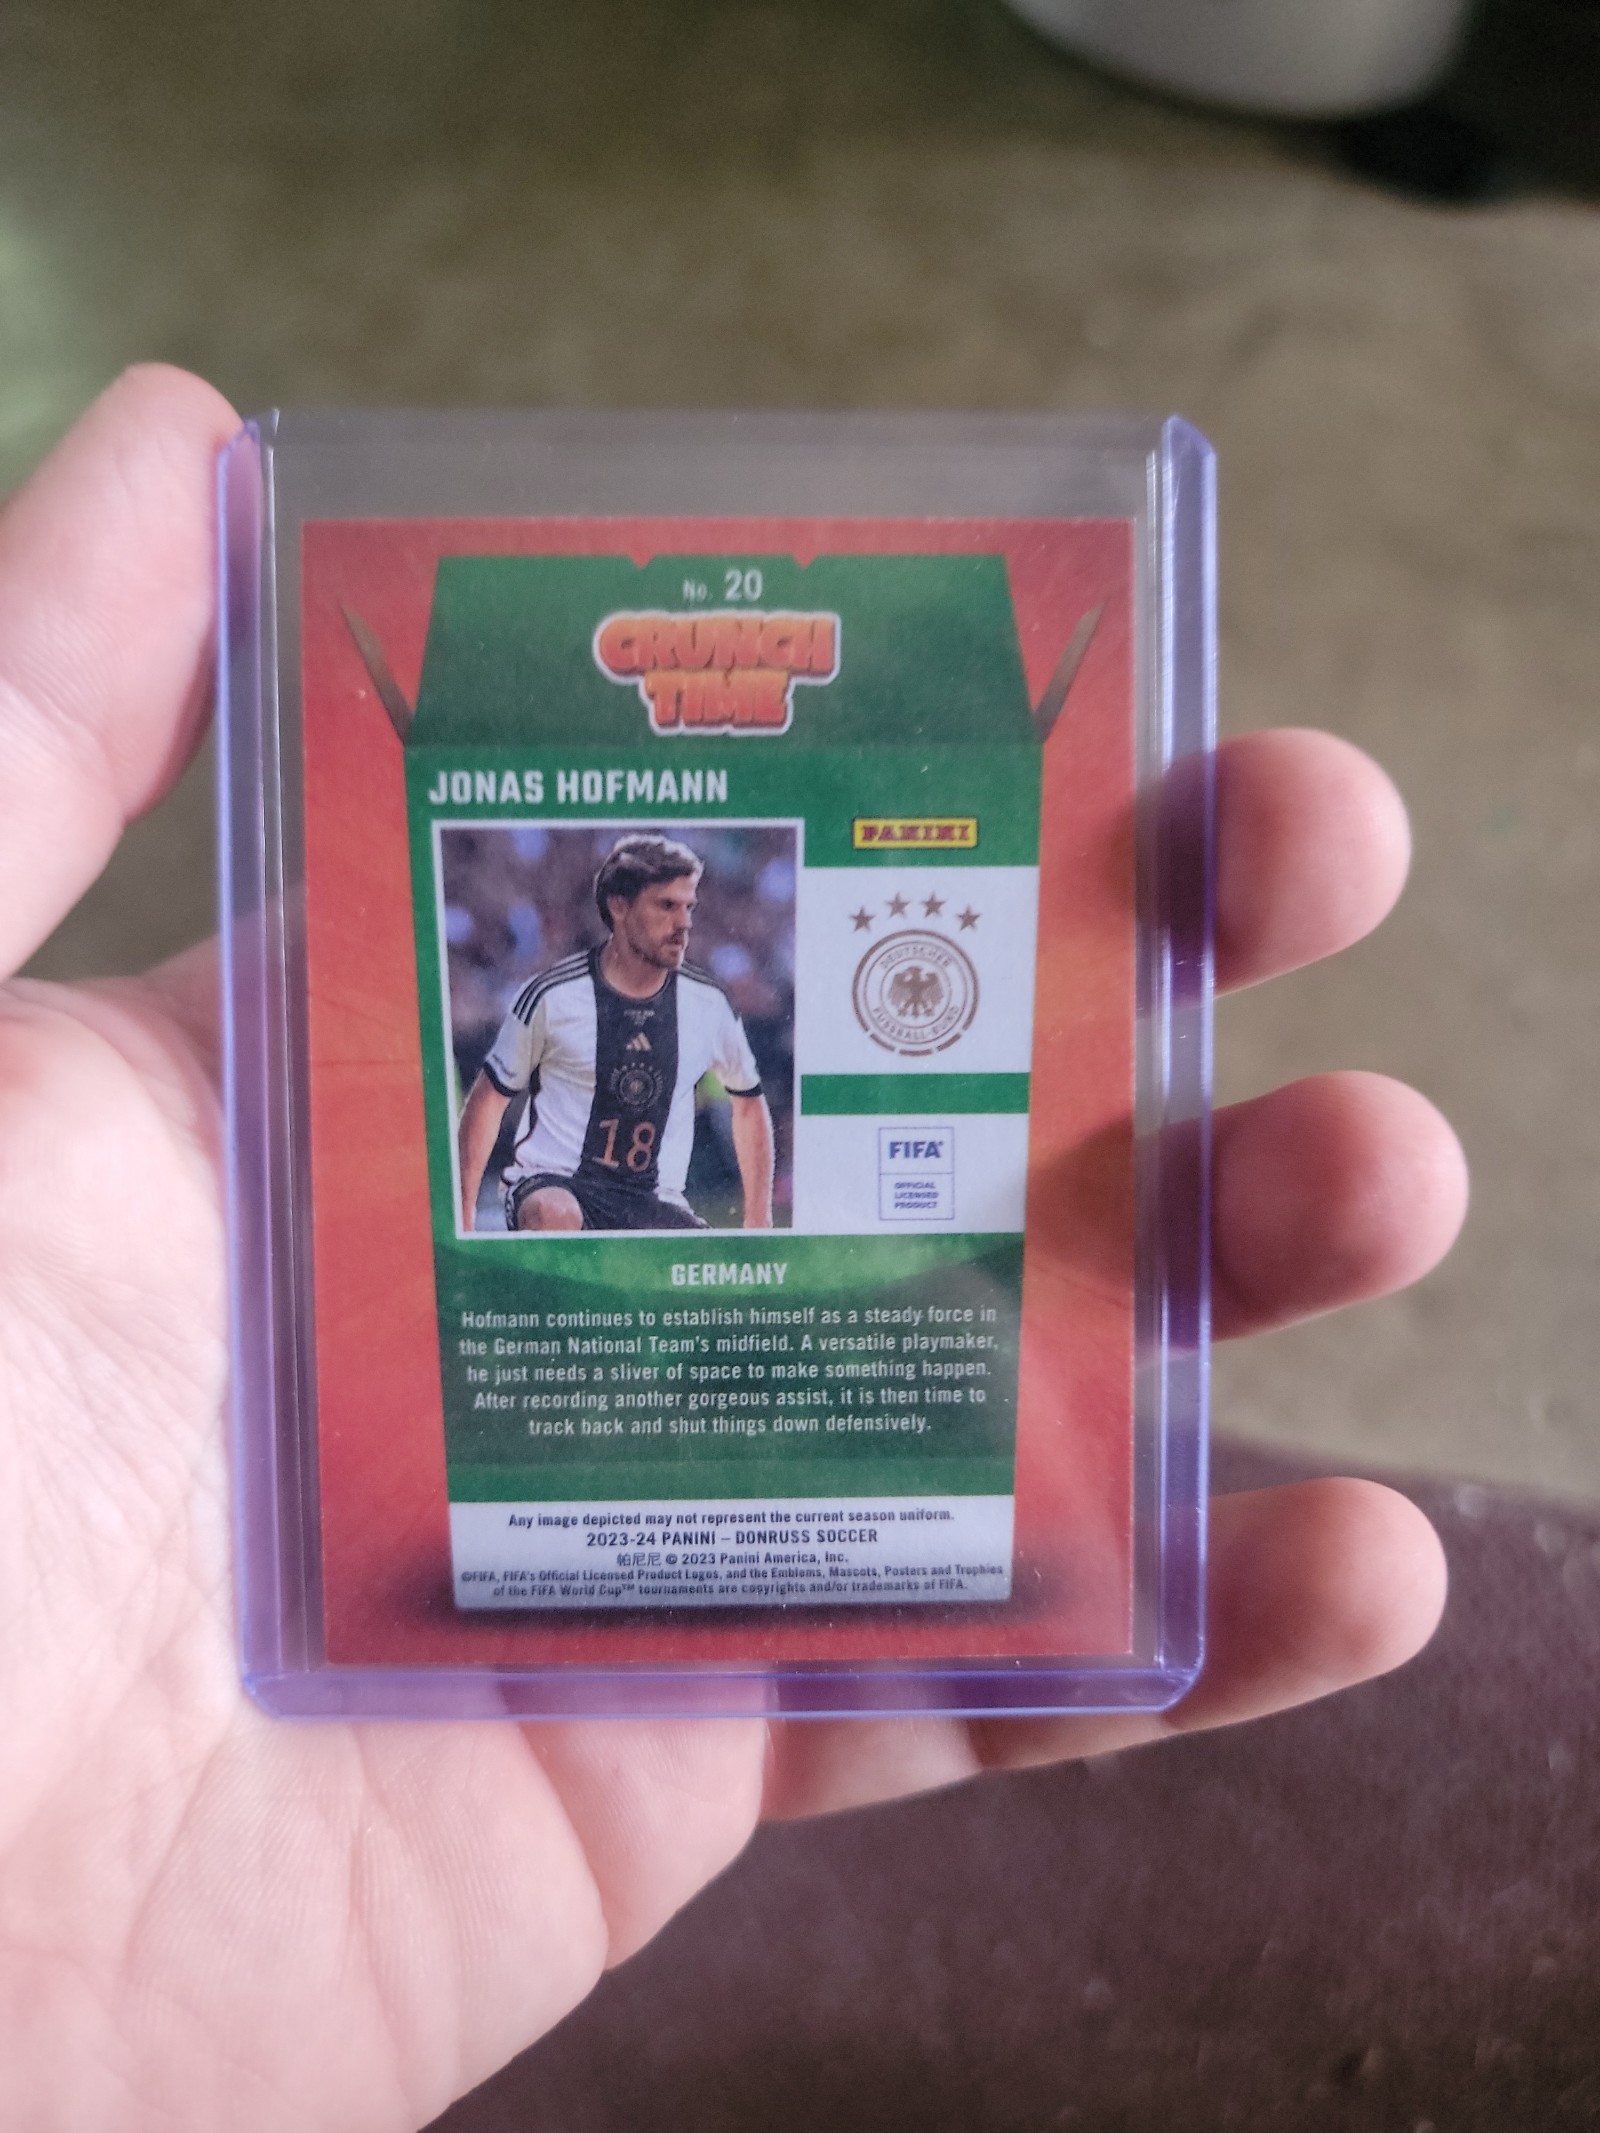 No. 20
CRUNCH
TIME
JONAS HOFMANN
PANINI
DEUTSCHER
FUSSBALL-BUND
18
FIFA
OFFICIAL
LICENSED
PRODUCT
GERMANY
Hofmann continues to establish himself as a steady force in
the German National Team's midfield. A versatile playmaker,
he just needs a sliver of space to make something happen.
After recording another gorgeous assist, it is then time to
track back and shut things down defensively.
Any image depicted may not represent the current season uniform.
2023-24 PANINI – DONRUSS SOCCER
帕尼尼 © 2023 Panini America, Inc.
©FIFA, FIFA's Official Licensed Product Logos, and the Emblems, Mascots, Posters and Trophies
of the FIFA World Cup™ tournaments are copyrights and/or trademarks of FIFA.